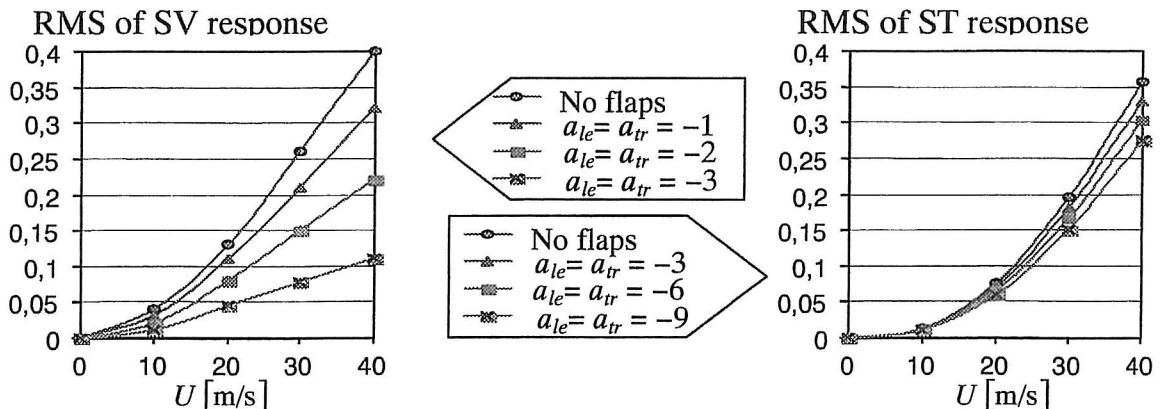 RMS of SV response
0,4
0,35
0,3
0,25
0,2
0,15
0,1
0,05
0
0 10 20 30 40
U [m/s]
No flaps
a_le = a_tr = −1
a_le = a_tr = −2
a_le = a_tr = −3
No flaps
a_le = a_tr = −3
a_le = a_tr = −6
a_le = a_tr = −9
RMS of ST response
0,4
0,35
0,3
0,25
0,2
0,15
0,1
0,05
0
0 10 20 30 40
U [m/s]